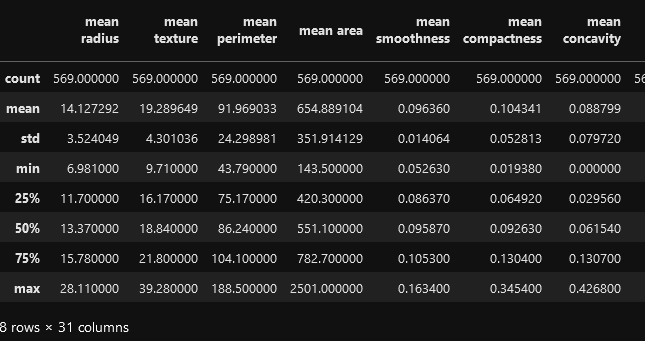 mean mean mean mean area mean mean mean
radius texture perimeter smoothness compactness concavity
count 569.000000 569.000000 569.000000 569.000000 569.000000 569.000000 569.000000 56
mean 14.127292 19.289649 91.969033 654.889104 0.096360 0.104341 0.088799
std 3.524049 4.301036 24.298981 351.914129 0.014064 0.052813 0.079720
min 6.981000 9.710000 43.790000 143.500000 0.052630 0.019380 0.000000
25% 11.700000 16.170000 75.170000 420.300000 0.086370 0.064920 0.029560
50% 13.370000 18.840000 86.240000 551.100000 0.095870 0.092630 0.061540
75% 15.780000 21.800000 104.100000 782.700000 0.105300 0.130400 0.130700
max 28.110000 39.280000 188.500000 2501.000000 0.163400 0.345400 0.426800
8 rows × 31 columns